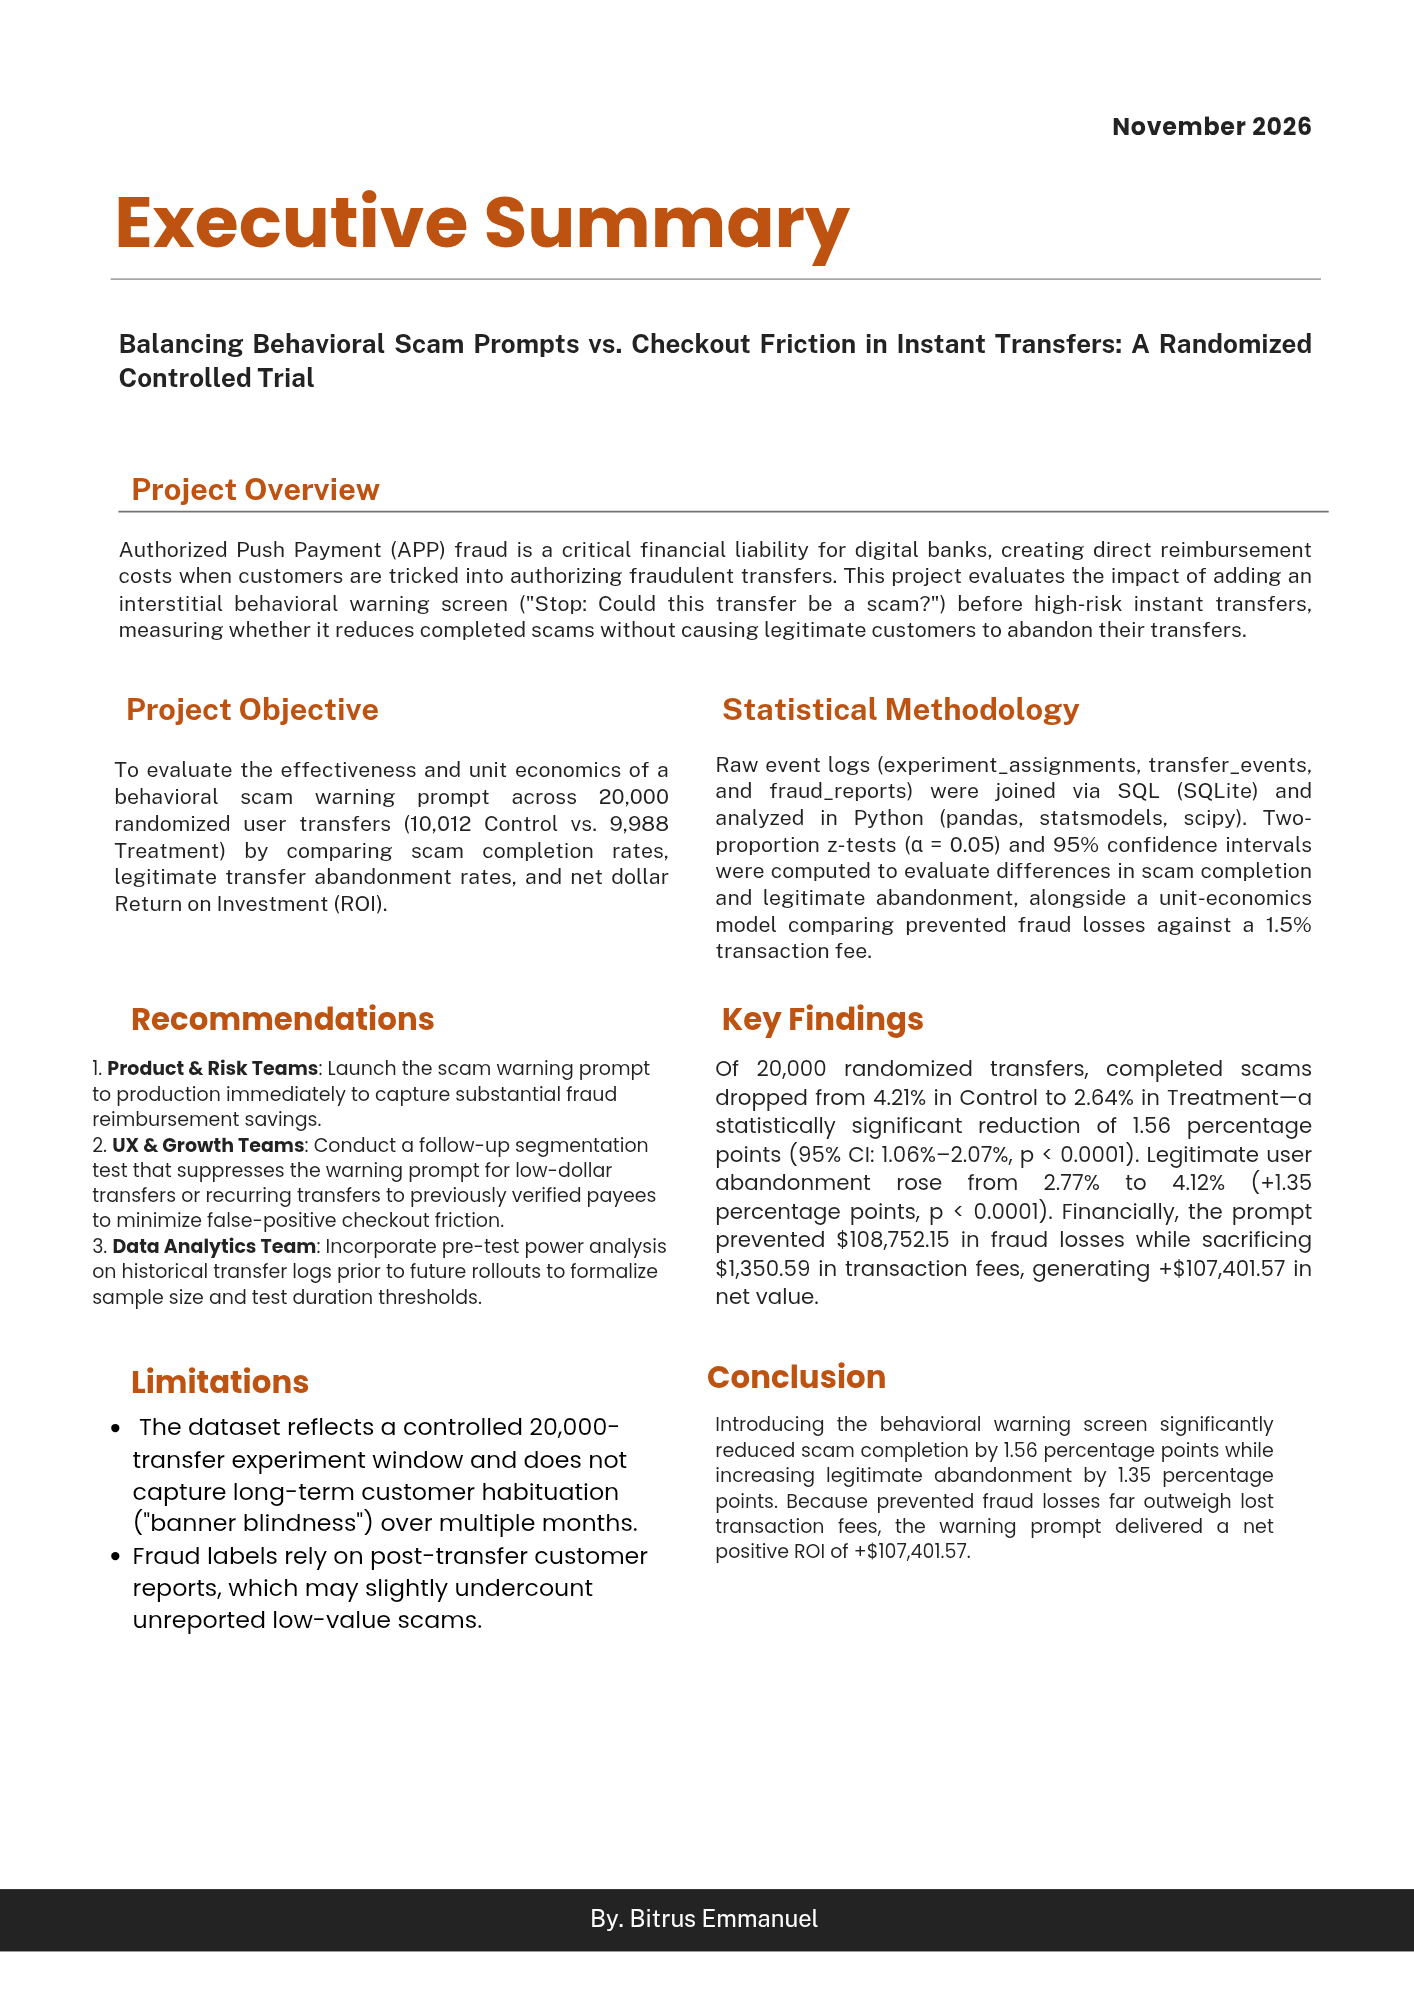 November 2026
Executive Summary
Balancing Behavioral Scam Prompts vs. Checkout Friction in Instant Transfers: A Randomized
Controlled Trial
Project Overview
Authorized Push Payment (APP) fraud is a critical financial liability for digital banks, creating direct reimbursement
costs when customers are tricked into authorizing fraudulent transfers. This project evaluates the impact of adding an
interstitial behavioral warning screen ("Stop: Could this transfer be a scam?") before high-risk instant transfers,
measuring whether it reduces completed scams without causing legitimate customers to abandon their transfers.
Project Objective
To evaluate the effectiveness and unit economics of a
behavioral scam warning prompt across 20,000
randomized user transfers (10,012 Control vs. 9,988
Treatment) by comparing scam completion rates,
legitimate transfer abandonment rates, and net dollar
Return on Investment (ROI).
Statistical Methodology
Raw event logs (experiment_assignments, transfer_events,
and fraud_reports) were joined via SQL (SQLite) and
analyzed in Python (pandas, statsmodels, scipy). Two-
proportion z-tests (α = 0.05) and 95% confidence intervals
were computed to evaluate differences in scam completion
and legitimate abandonment, alongside a unit-economics
model comparing prevented fraud losses against a 1.5%
transaction fee.
Recommendations
1. Product & Risk Teams: Launch the scam warning prompt
to production immediately to capture substantial fraud
reimbursement savings.
2. UX & Growth Teams: Conduct a follow-up segmentation
test that suppresses the warning prompt for low-dollar
transfers or recurring transfers to previously verified payees
to minimize false-positive checkout friction.
3. Data Analytics Team: Incorporate pre-test power analysis
on historical transfer logs prior to future rollouts to formalize
sample size and test duration thresholds.
Key Findings
Of 20,000 randomized transfers, completed scams
dropped from 4.21% in Control to 2.64% in Treatment—a
statistically significant reduction of 1.56 percentage
points (95% CI: 1.06%–2.07%, p < 0.0001). Legitimate user
abandonment rose from 2.77% to 4.12% (+1.35
percentage points, p < 0.0001). Financially, the prompt
prevented $108,752.15 in fraud losses while sacrificing
$1,350.59 in transaction fees, generating +$107,401.57 in
net value.
Limitations
• The dataset reflects a controlled 20,000-
transfer experiment window and does not
capture long-term customer habituation
("banner blindness") over multiple months.
• Fraud labels rely on post-transfer customer
reports, which may slightly undercount
unreported low-value scams.
Conclusion
Introducing the behavioral warning screen significantly
reduced scam completion by 1.56 percentage points while
increasing legitimate abandonment by 1.35 percentage
points. Because prevented fraud losses far outweigh lost
transaction fees, the warning prompt delivered a net
positive ROI of +$107,401.57.
By. Bitrus Emmanuel